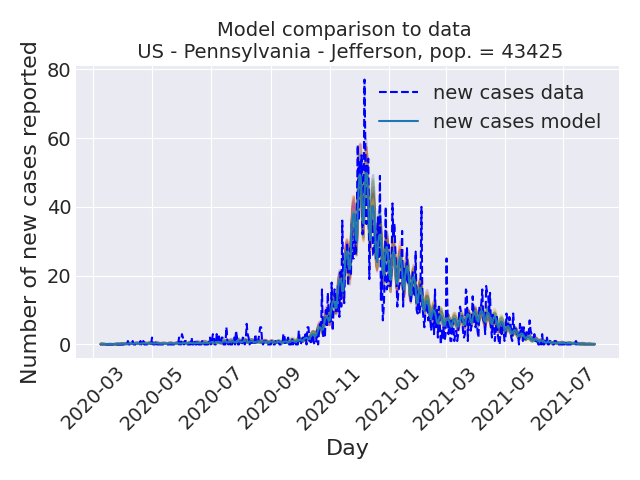 Model comparison to data
US - Pennsylvania - Jefferson, pop. = 43425
Number of new cases reported
80
60
40
20
0
new cases data
new cases model
2020-03
2020-05
2020-07
2020-09
2020-11
2021-01
2021-03
2021-05
2021-07
Day